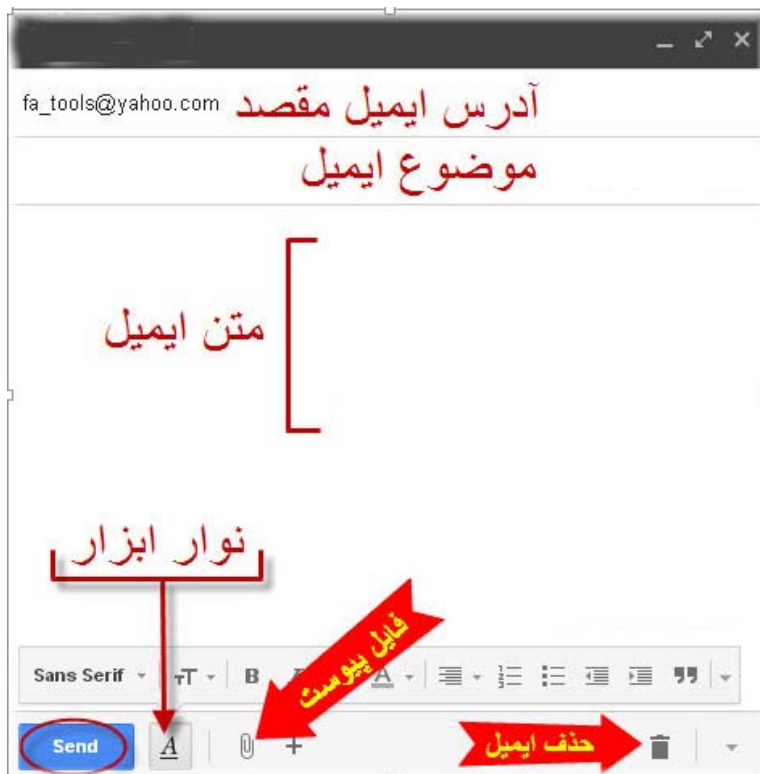 fa_tools@yahoo.com آدرس ایمیل مقصد
موضوع ایمیل
متن ایمیل
نوار ابزار
فایل پیوست
Sans Serif
B
A
Send
A
حذف ایمیل